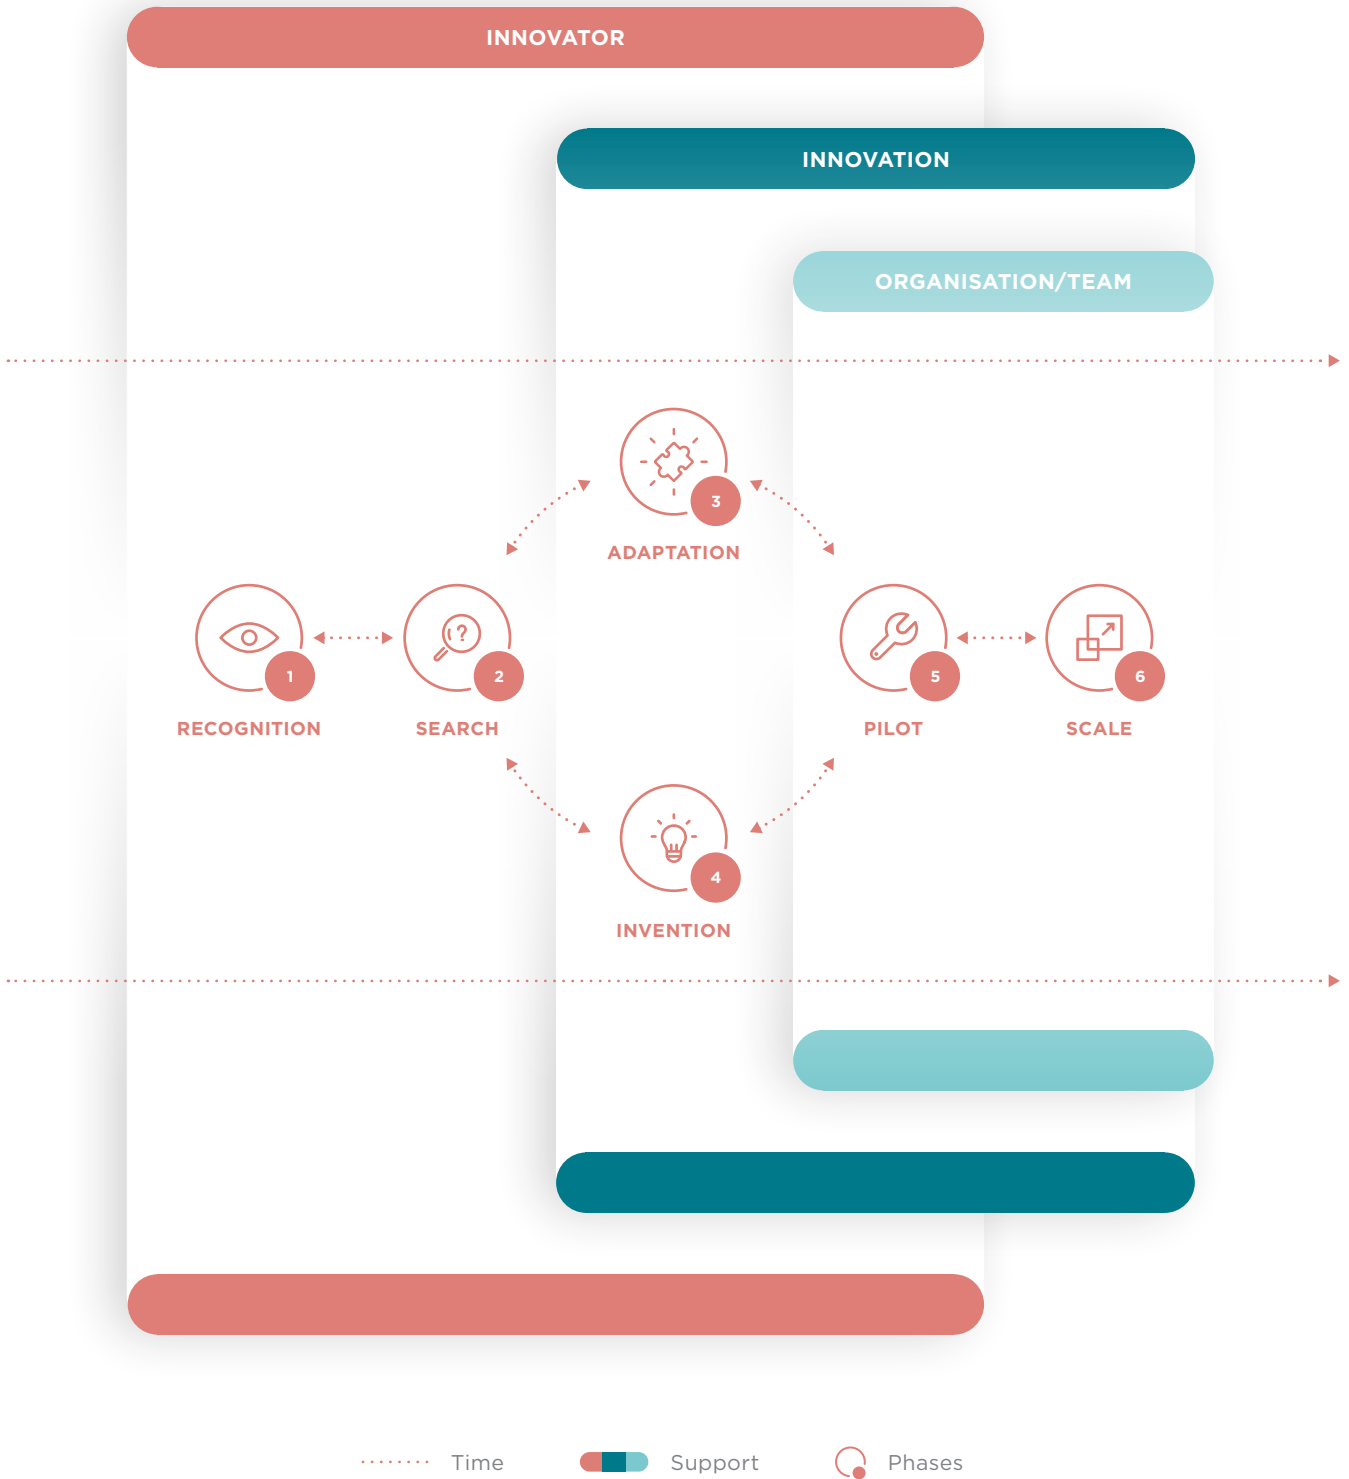 INNOVATOR
INNOVATION
ORGANISATION/TEAM
3
ADAPTATION
1
RECOGNITION
2
SEARCH
5
PILOT
6
SCALE
4
INVENTION
Time
Support
Phases